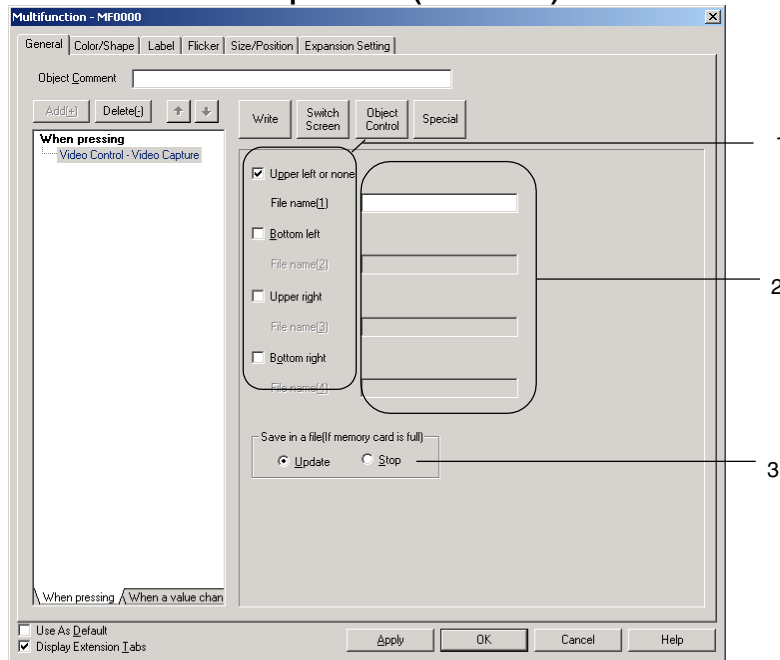 Multifunction - MF0000
General Color/Shape Label Flicker Size/Position Expansion Setting
Object Comment
Add(+) Delete(-)
Write Switch Screen Object Control Special
When pressing
Video Control - Video Capture
1
Upper left or none
File name(1)
Bottom left
File name(2)
2
Upper right
File name(3)
Bottom right
File name(4)
Save in a file(If memory card is full)
Update Stop
3
When pressing When a value chan
Use As Default
Display Extension Tabs
Apply OK Cancel Help